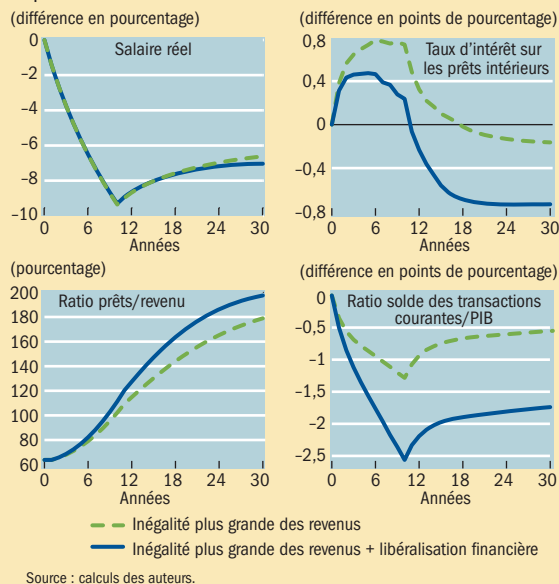 (différence en pourcentage)
Salaire réel
0
–2
–4
–6
–8
–10
0 6 12 18 24 30
Années
(différence en points de pourcentage)
Taux d'intérêt sur
les prêts intérieurs
0,8
0,4
0
–0,4
–0,8
0 6 12 18 24 30
Années
(pourcentage)
Ratio prêts/revenu
200
180
160
140
120
100
80
60
0 6 12 18 24 30
Années
(différence en points de pourcentage)
Ratio solde des transactions
courantes/PIB
0
–0,5
–1
–1,5
–2
–2,5
0 6 12 18 24 30
Années
Inégalité plus grande des revenus
Inégalité plus grande des revenus + libéralisation financière
Source : calculs des auteurs.